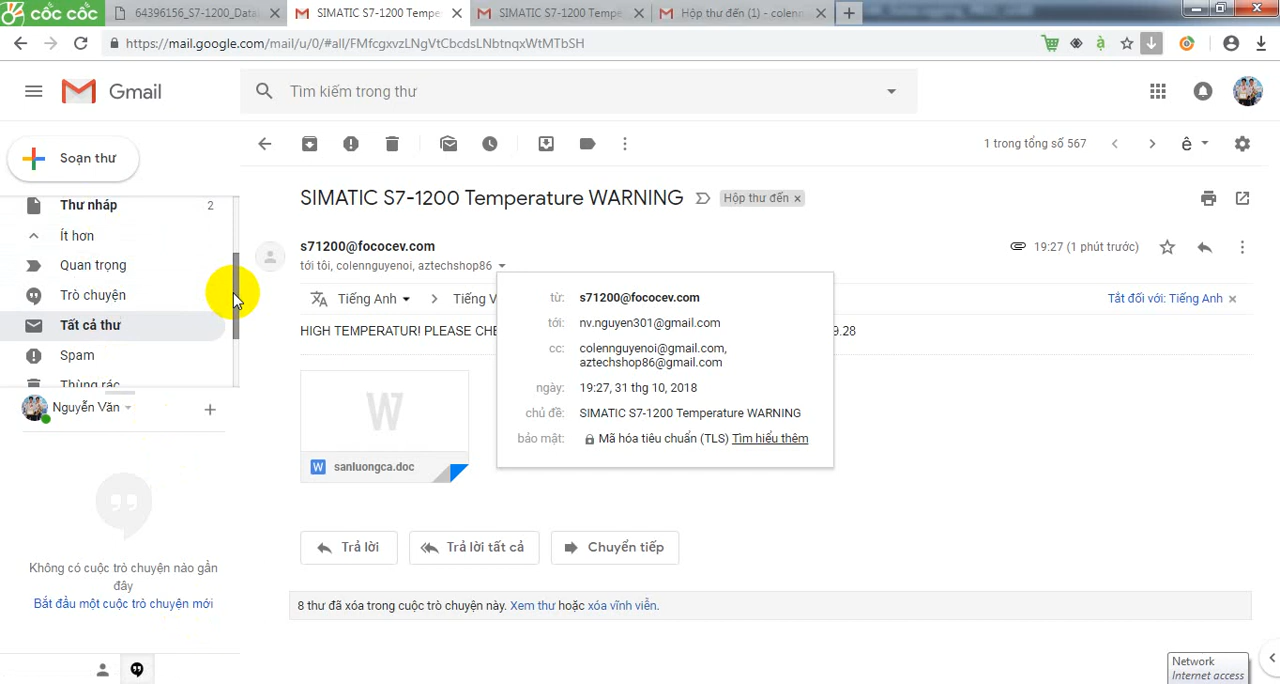 cốc cốc
64396156_S7-1200_Datal
SIMATIC S7-1200 Tempe
SIMATIC S7-1200 Tempe
Hộp thư đến (1) - colenn
https://mail.google.com/mail/u/0/#all/FMfcgxvzLNgVtCbcdsLNbtnqxWtMTbSH
Gmail
Tìm kiếm trong thư
Soạn thư
1 trong tổng số 567
ê
Thư nháp 2
Ít hơn
Quan trọng
Trò chuyện
Tất cả thư
Spam
Thùng rác
Nguyễn Văn
Không có cuộc trò chuyện nào gần
đây
Bắt đầu một cuộc trò chuyện mới
SIMATIC S7-1200 Temperature WARNING
Hộp thư đến x
s71200@fococev.com
19:27 (1 phút trước)
tới tôi, colennguyenoi, aztechshop86
Tiếng Anh > Tiếng V
Tắt đối với: Tiếng Anh x
HIGH TEMPERATUR! PLEASE CHE
9.28
từ: s71200@fococev.com
tới: nv.nguyen301@gmail.com
cc: colennguyenoi@gmail.com,
aztechshop86@gmail.com
ngày: 19:27, 31 thg 10, 2018
chủ đề: SIMATIC S7-1200 Temperature WARNING
bảo mật: Mã hóa tiêu chuẩn (TLS) Tìm hiểu thêm
W
W sanluongca.doc
Trả lời
Trả lời tất cả
Chuyển tiếp
8 thư đã xóa trong cuộc trò chuyện này. Xem thư hoặc xóa vĩnh viễn.
Network
Internet access